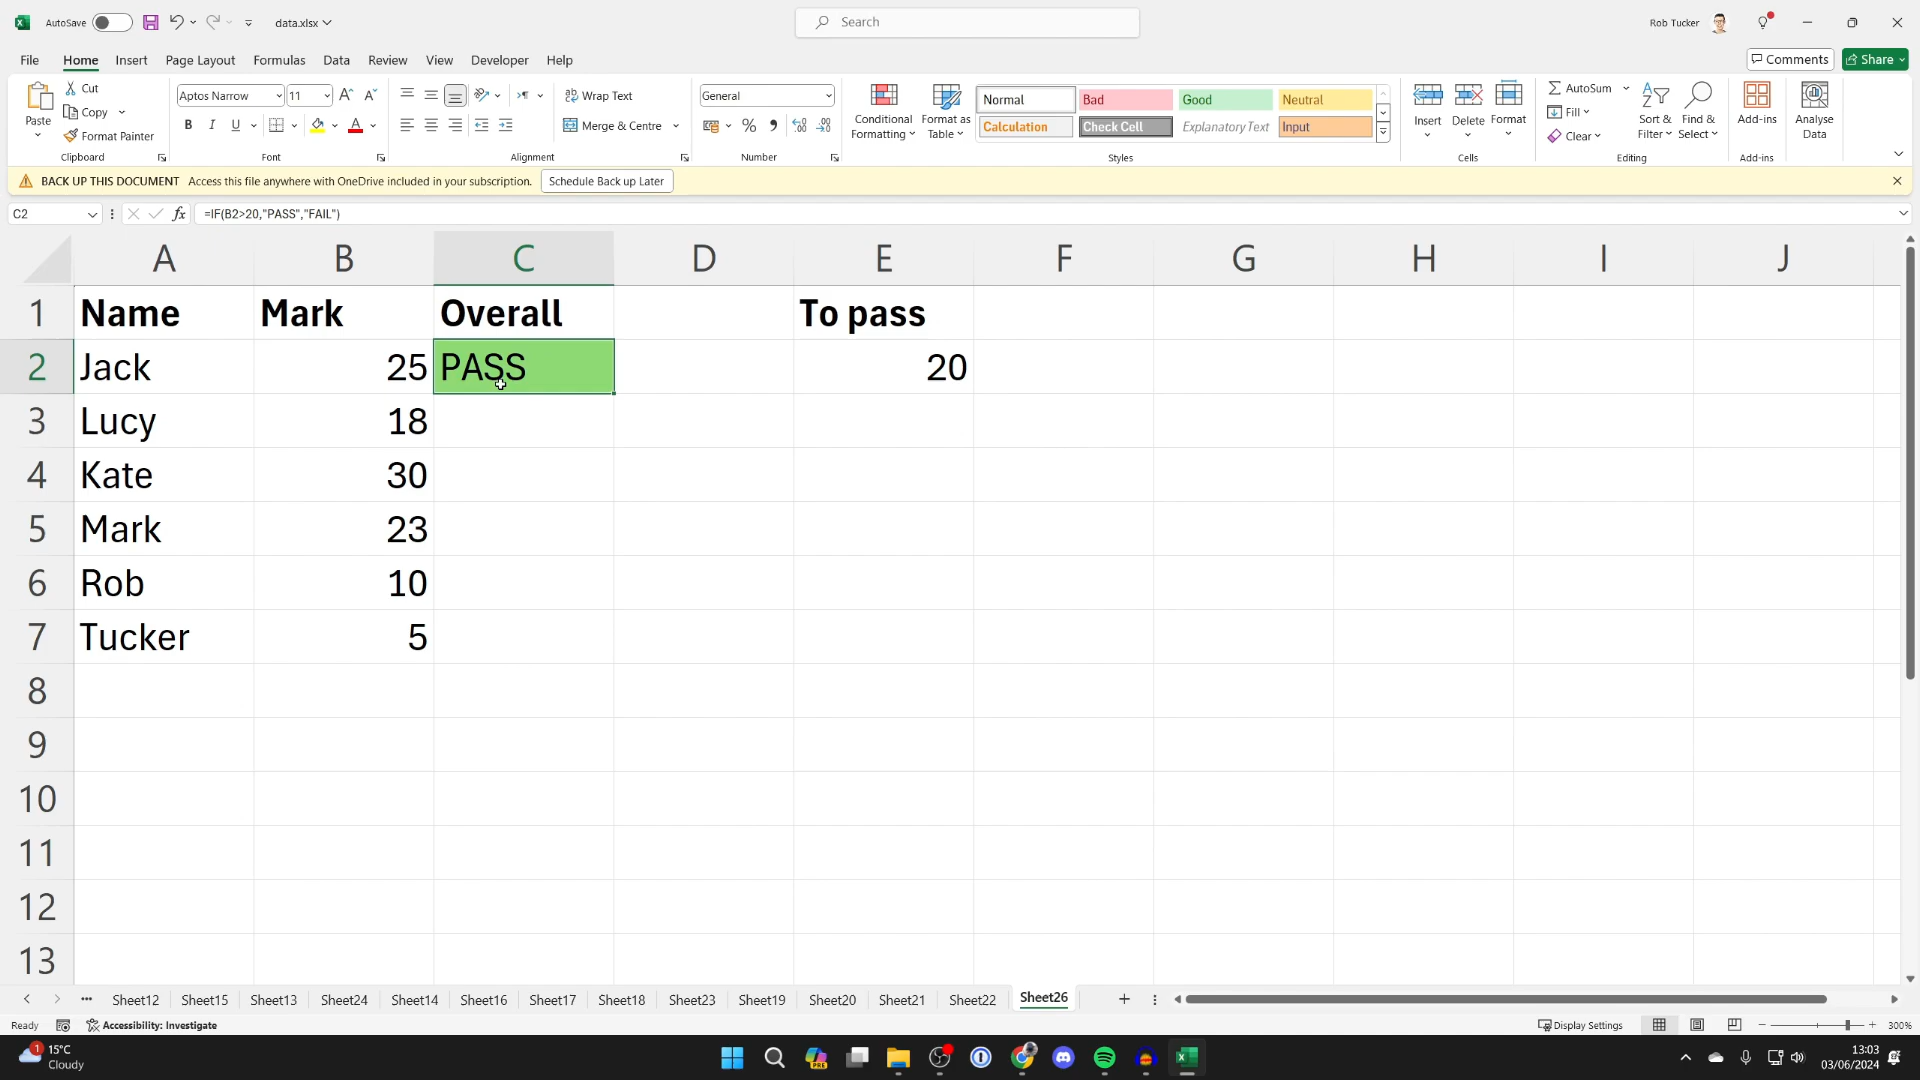 AutoSave
data.xlsx
Search
Rob Tucker
File Home Insert Page Layout Formulas Data Review View Developer Help
Comments
Share
Paste
Cut
Copy
Format Painter
Clipboard
Aptos Narrow
11
B I U
Font
Wrap Text
Merge & Centre
Alignment
General
Number
Conditional Formatting
Format as Table
Normal Bad Good Neutral
Calculation Check Cell Explanatory Text Input
Styles
Insert Delete Format
Cells
AutoSum
Fill
Clear
Sort & Filter
Find & Select
Editing
Add-ins
Add-ins
Analyse Data
BACK UP THIS DOCUMENT Access this file anywhere with OneDrive included in your subscription. Schedule Back up Later
C2
fx
=IF(B2>20,"PASS","FAIL")
A B C D E F G H I J
1 Name Mark Overall To pass
2 Jack 25 PASS 20
3 Lucy 18
4 Kate 30
5 Mark 23
6 Rob 10
7 Tucker 5
8
9
10
11
12
13
Sheet12 Sheet15 Sheet13 Sheet24 Sheet14 Sheet16 Sheet17 Sheet18 Sheet23 Sheet19 Sheet20 Sheet21 Sheet22 Sheet26
Ready
Accessibility: Investigate
Display Settings
300%
1
15°C
Cloudy
PRE
13:03
03/06/2024